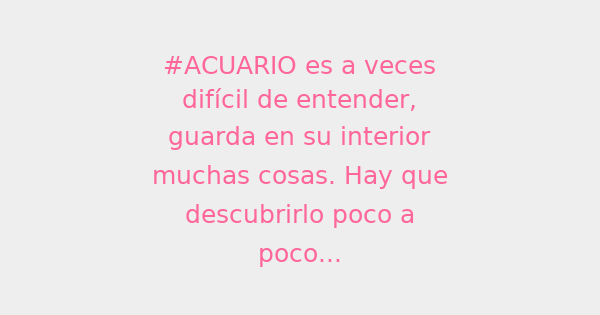 #ACUARIO es a veces
difícil de entender,
guarda en su interior
muchas cosas. Hay que
descubrirlo poco a
poco...